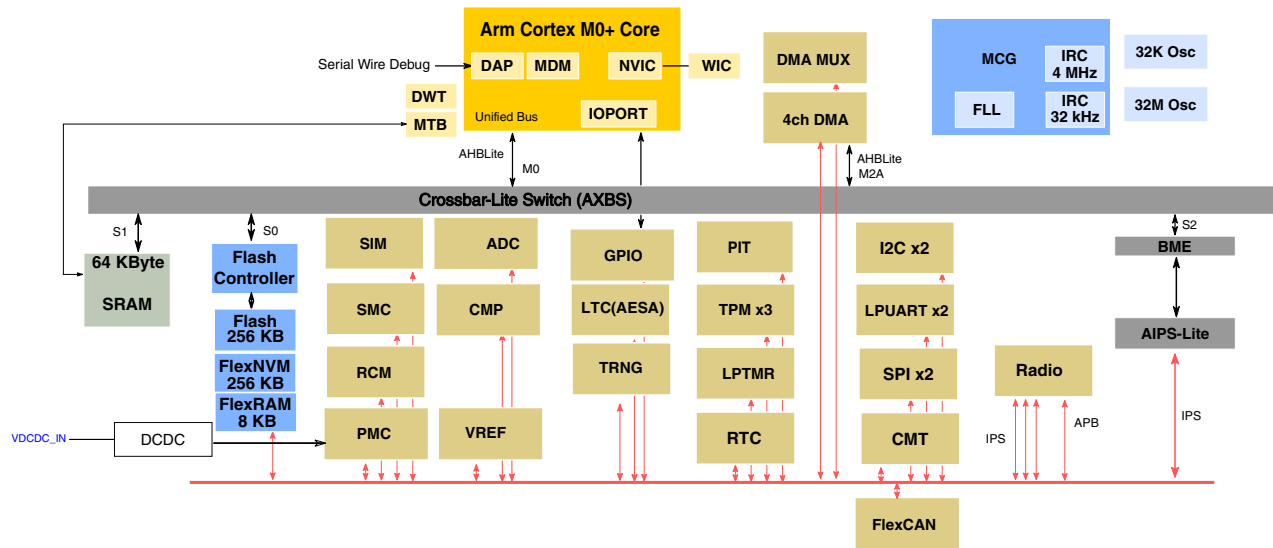 Arm Cortex M0+ Core
Serial Wire Debug
DAP
MDM
NVIC
WIC
DWT
MTB
Unified Bus
IOPORT
AHBLite
M0
DMA MUX
4ch DMA
AHBLite
M2A
MCG
IRC
4 MHz
FLL
IRC
32 kHz
32K Osc
32M Osc
Crossbar-Lite Switch (AXBS)
S1
S0
S2
64 KByte
SRAM
Flash
Controller
Flash
256 KB
FlexNVM
256 KB
FlexRAM
8 KB
VDCDC_IN
DCDC
SIM
SMC
RCM
PMC
ADC
CMP
VREF
GPIO
LTC(AESA)
TRNG
PIT
TPM x3
LPTMR
RTC
I2C x2
LPUART x2
SPI x2
CMT
FlexCAN
Radio
IPS
APB
BME
AIPS-Lite
IPS